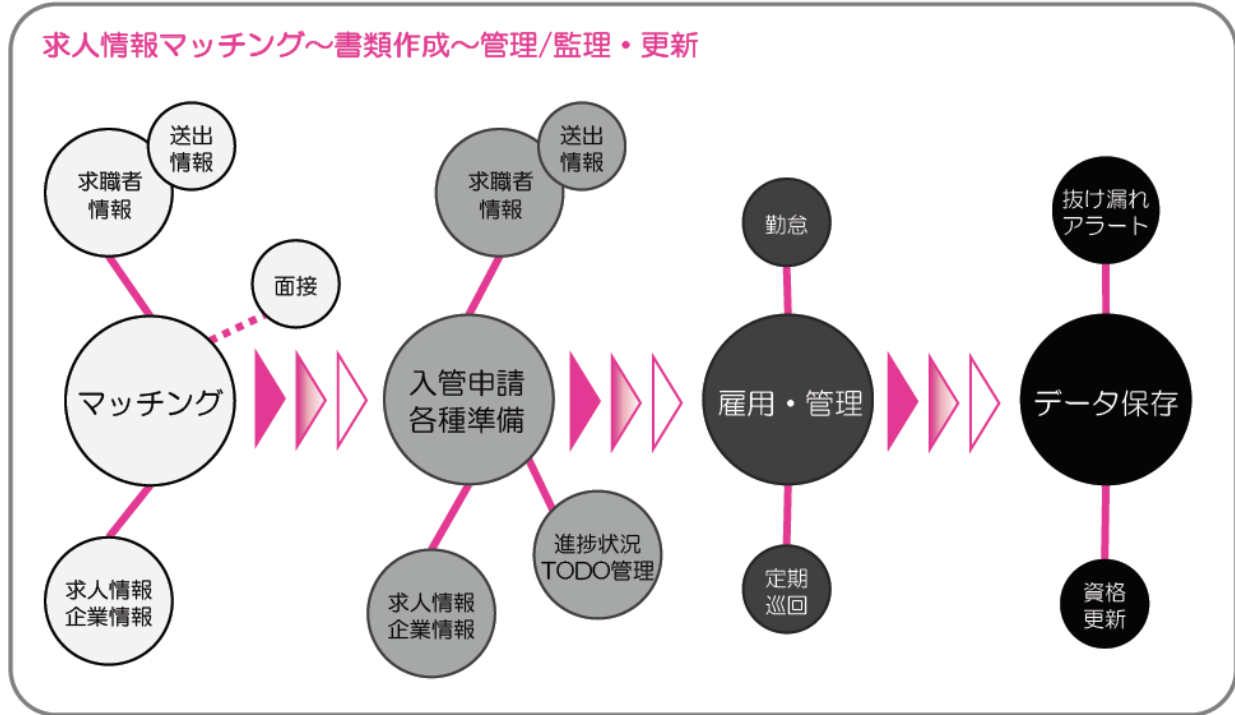 求人情報マッチング～書類作成～管理/監理・更新
送出
情報
求職者
情報
面接
マッチング
求人情報
企業情報
送出
情報
求職者
情報
入管申請
各種準備
進捗状況
TODO管理
求人情報
企業情報
勤怠
雇用・管理
定期
巡回
抜け漏れ
アラート
データ保存
資格
更新